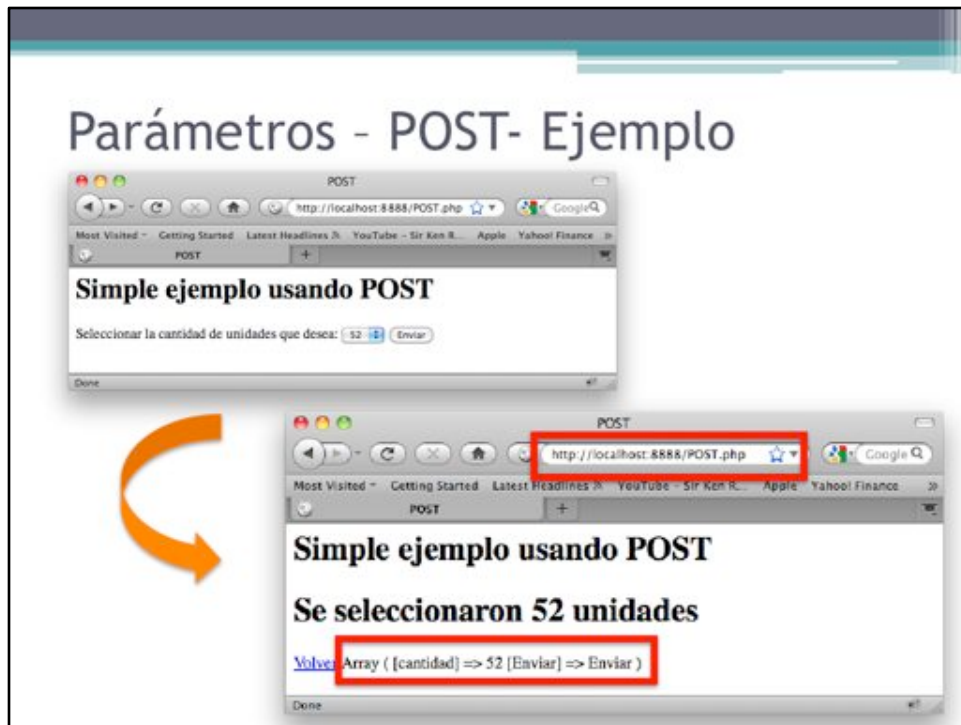 Parámetros - POST- Ejemplo
POST
http://localhost:8888/POST.php
Google
Most Visited Getting Started Latest Headlines YouTube - Sir Ken R... Apple Yahoo! Finance »
POST +
Simple ejemplo usando POST
Seleccionar la cantidad de unidades que desea: 52 Enviar
Done
POST
http://localhost:8888/POST.php
Google
Most Visited Getting Started Latest Headlines YouTube - Sir Ken R... Apple Yahoo! Finance »
POST +
Simple ejemplo usando POST
Se seleccionaron 52 unidades
Volver Array ( [cantidad] => 52 [Enviar] => Enviar )
Done